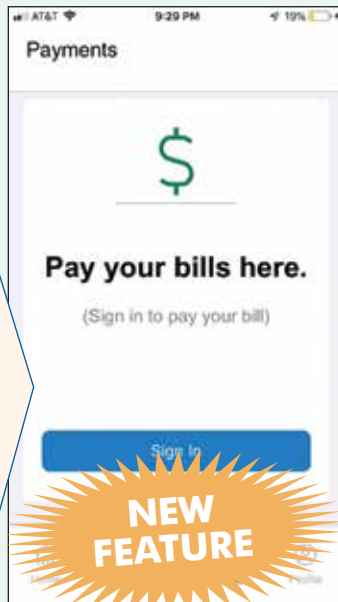 AT&T 9:29 PM 19%
Payments
$
Pay your bills here.
(Sign in to pay your bill)
Sign In
NEW
FEATURE
Profile